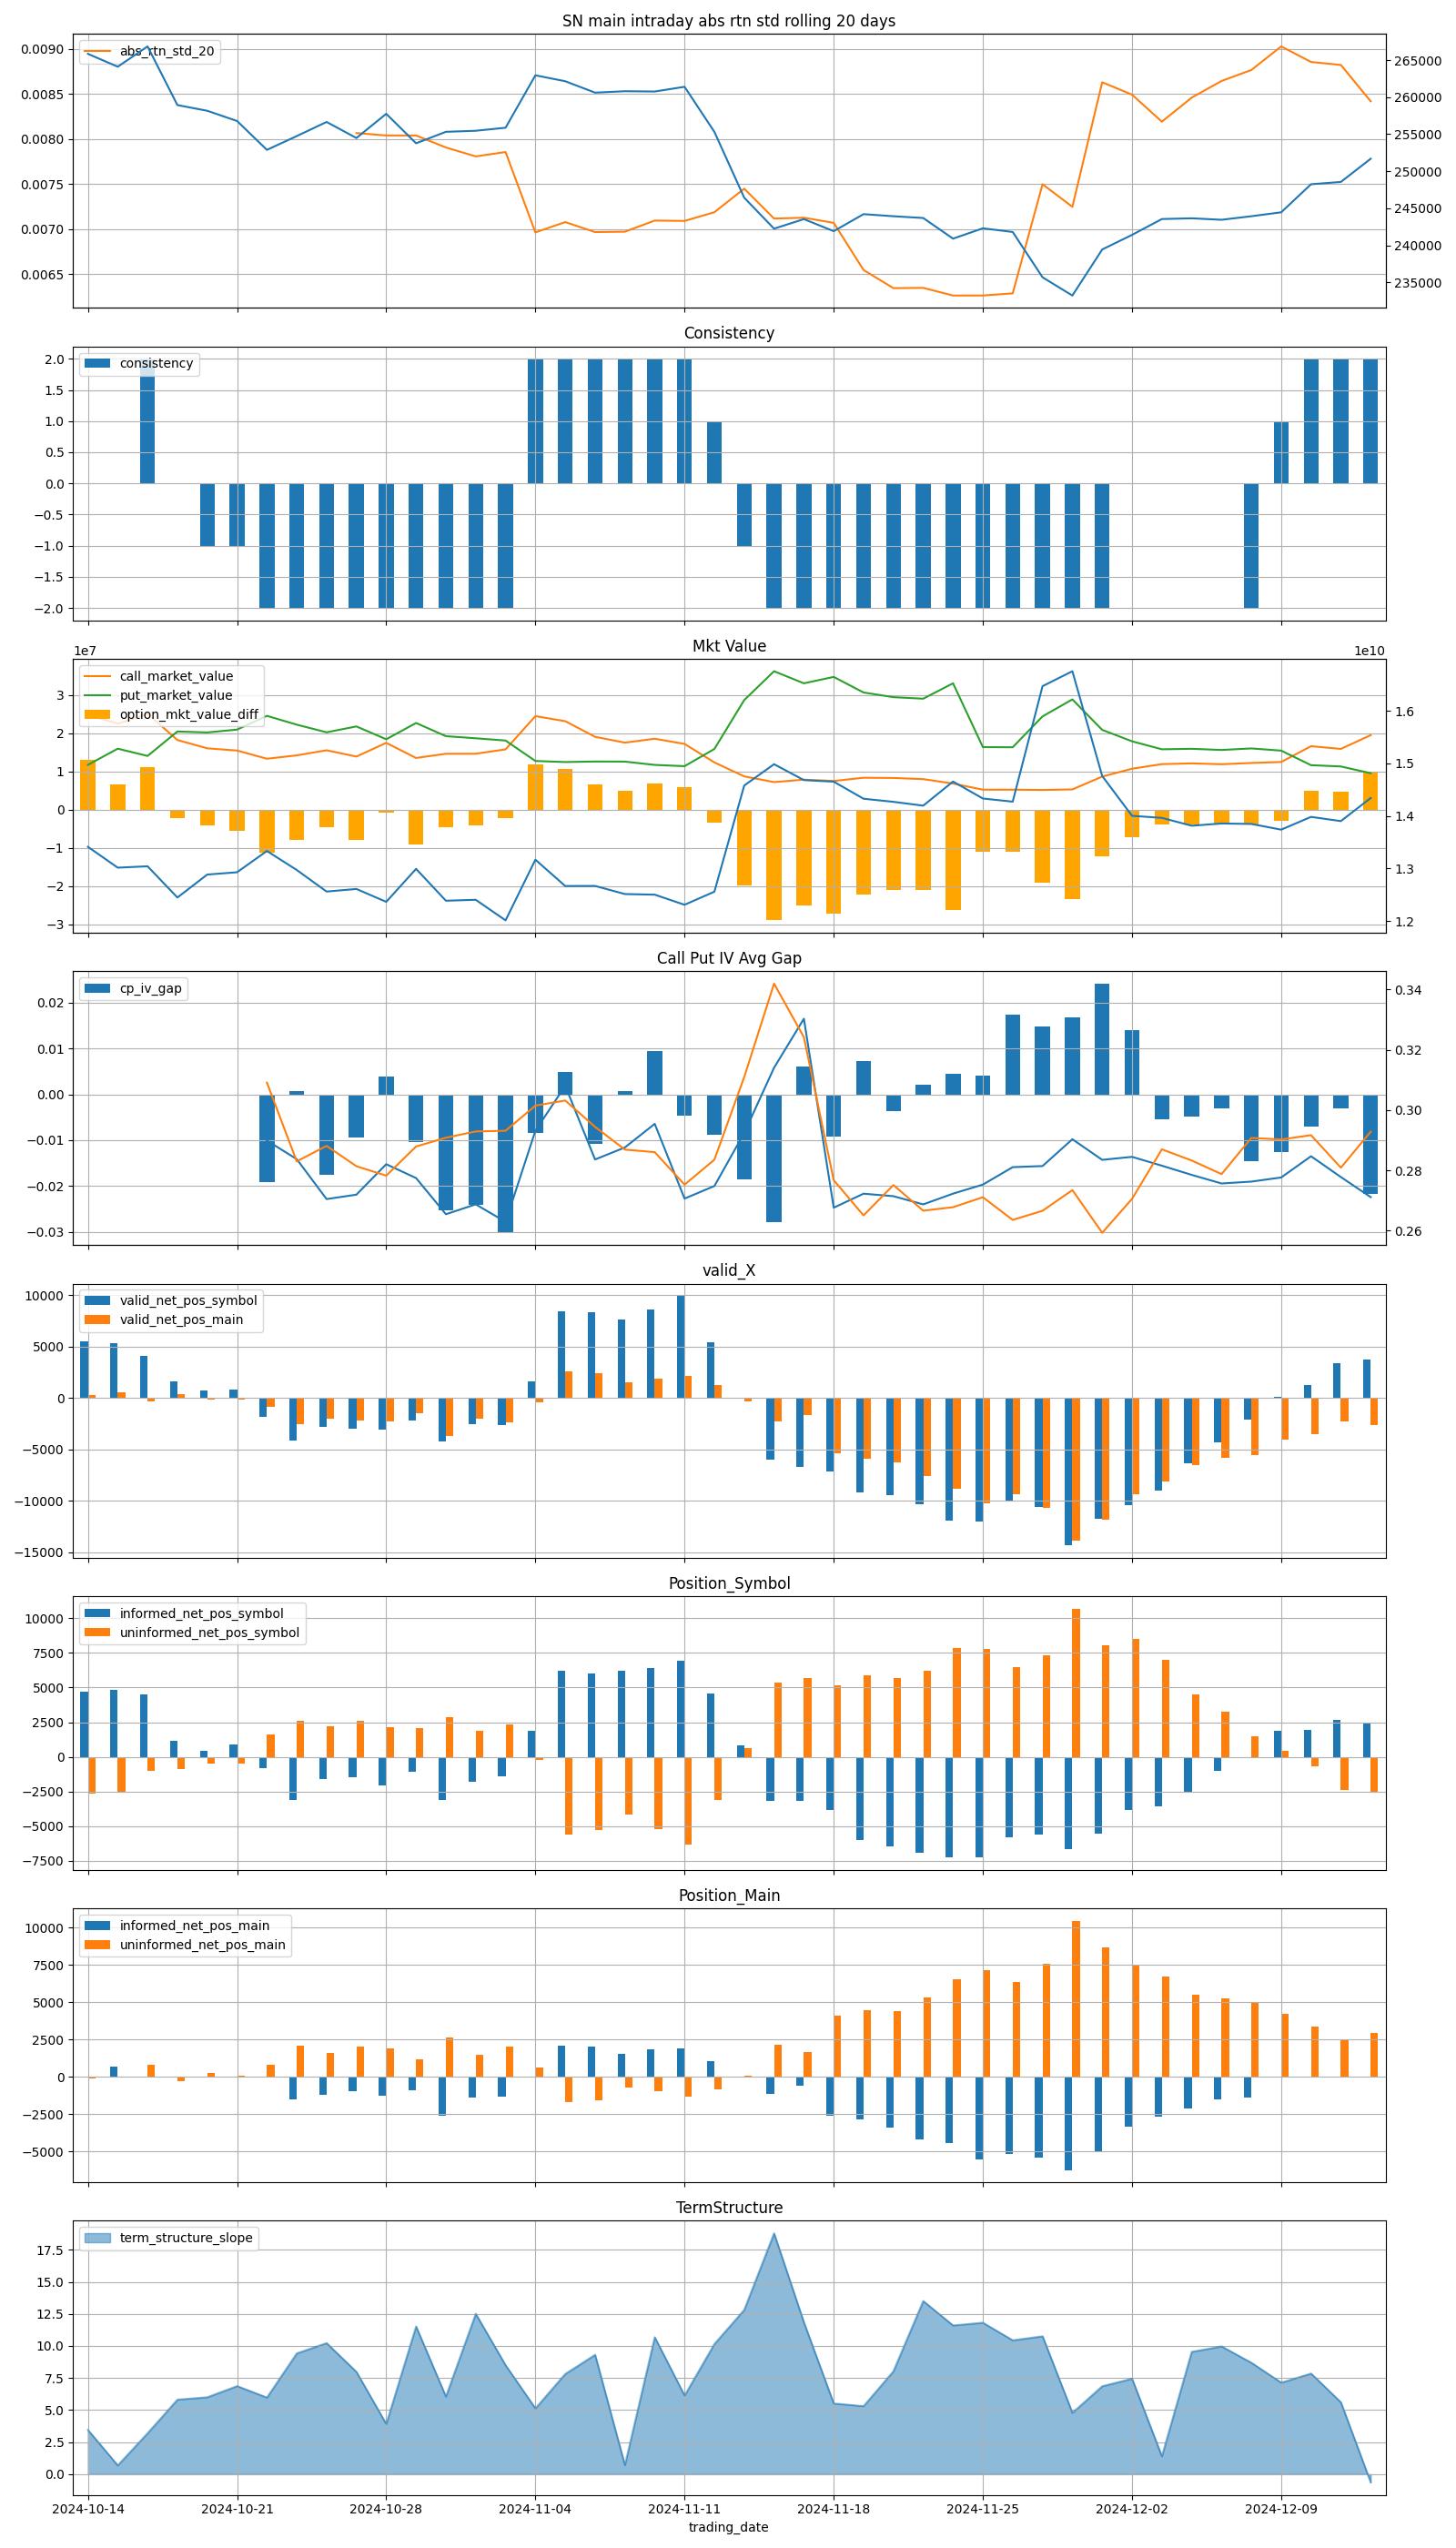 SN main intraday abs rtn std rolling 20 days
abs_rtn_std_20
0.0090
0.0085
0.0080
0.0075
0.0070
0.0065
265000
260000
255000
250000
245000
240000
235000
Consistency
consistency
2.0
1.5
1.0
0.5
0.0
−0.5
−1.0
−1.5
−2.0
Mkt Value
1e7
1e10
call_market_value
put_market_value
option_mkt_value_diff
3
2
1
0
−1
−2
−3
1.6
1.5
1.4
1.3
1.2
Call Put IV Avg Gap
cp_iv_gap
0.02
0.01
0.00
−0.01
−0.02
−0.03
0.34
0.32
0.30
0.28
0.26
valid_X
valid_net_pos_symbol
valid_net_pos_main
10000
5000
0
−5000
−10000
−15000
Position_Symbol
informed_net_pos_symbol
uninformed_net_pos_symbol
10000
7500
5000
2500
0
−2500
−5000
−7500
Position_Main
informed_net_pos_main
uninformed_net_pos_main
10000
7500
5000
2500
0
−2500
−5000
TermStructure
term_structure_slope
17.5
15.0
12.5
10.0
7.5
5.0
2.5
0.0
2024-10-14 2024-10-21 2024-10-28 2024-11-04 2024-11-11 2024-11-18 2024-11-25 2024-12-02 2024-12-09
trading_date